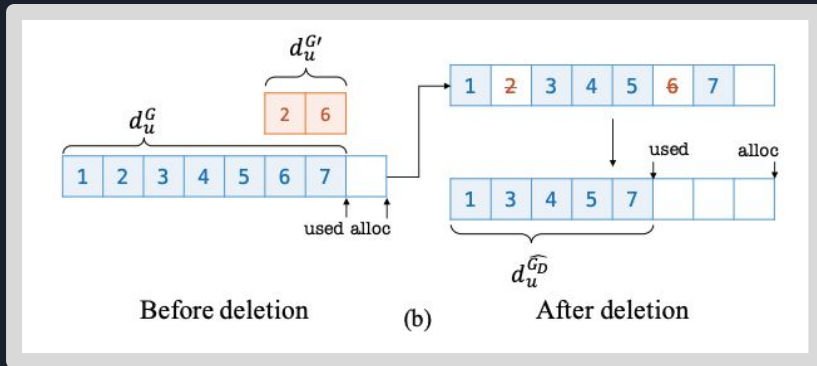 d_u^{G'}
2 6
d_u^G
1 2 3 4 5 6 7
used alloc
1 2 3 4 5 6 7
used alloc
1 3 4 5 7
d_u^{\widehat{G_D}}
Before deletion
(b)
After deletion